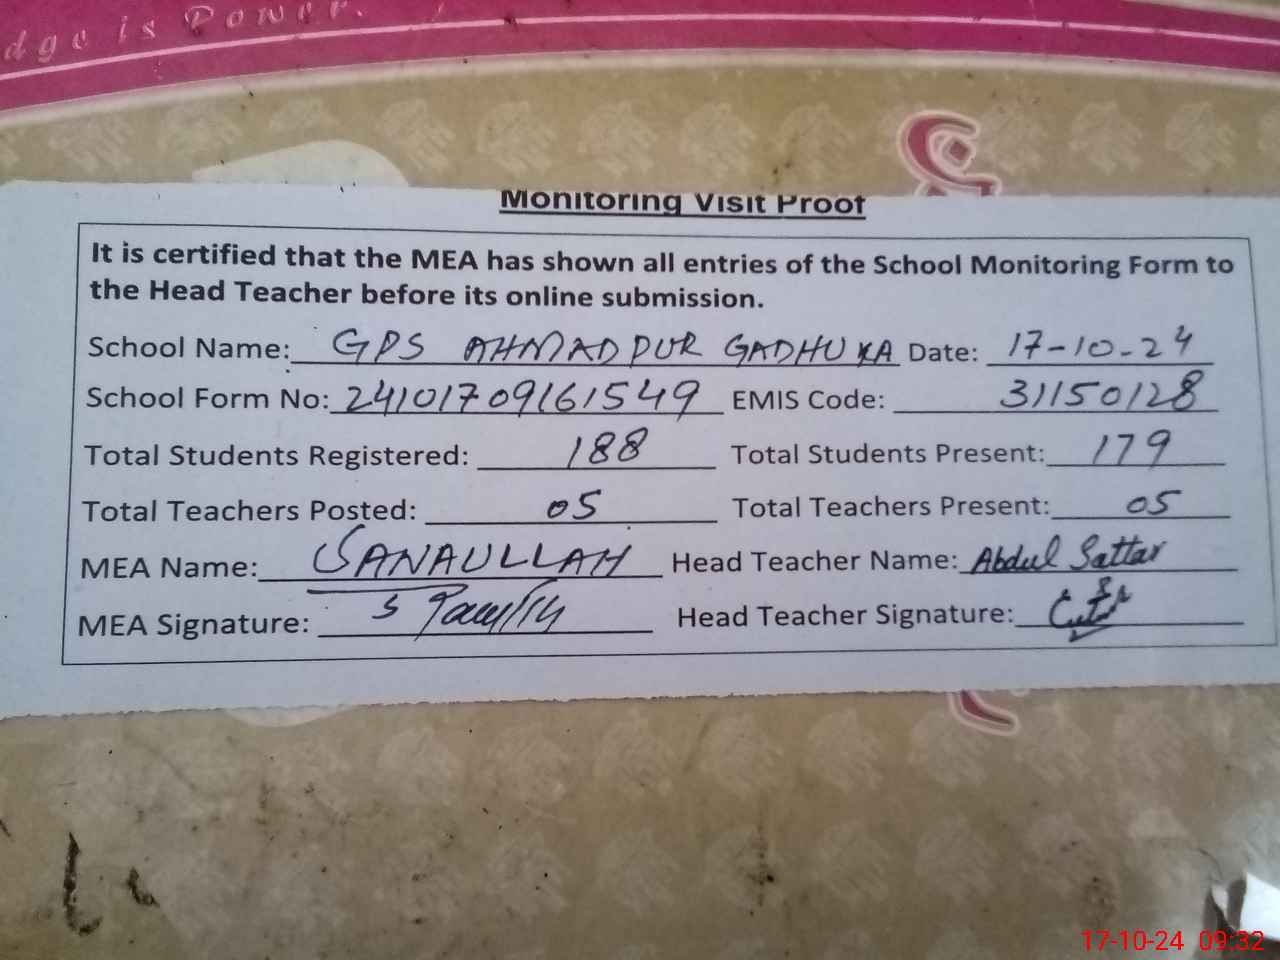 dge is Power.
Monitoring Visit Proof
It is certified that the MEA has shown all entries of the School Monitoring Form to
the Head Teacher before its online submission.
School Name: GPS AHMADPUR GADHUKA Date: 17-10-24
School Form No: 24101709161549 EMIS Code: 31150128
Total Students Registered: 188 Total Students Present: 179
Total Teachers Posted: 05 Total Teachers Present: 05
MEA Name: SANAULLAH Head Teacher Name: Abdul Sattar
MEA Signature: Head Teacher Signature:
17-10-24 09:32